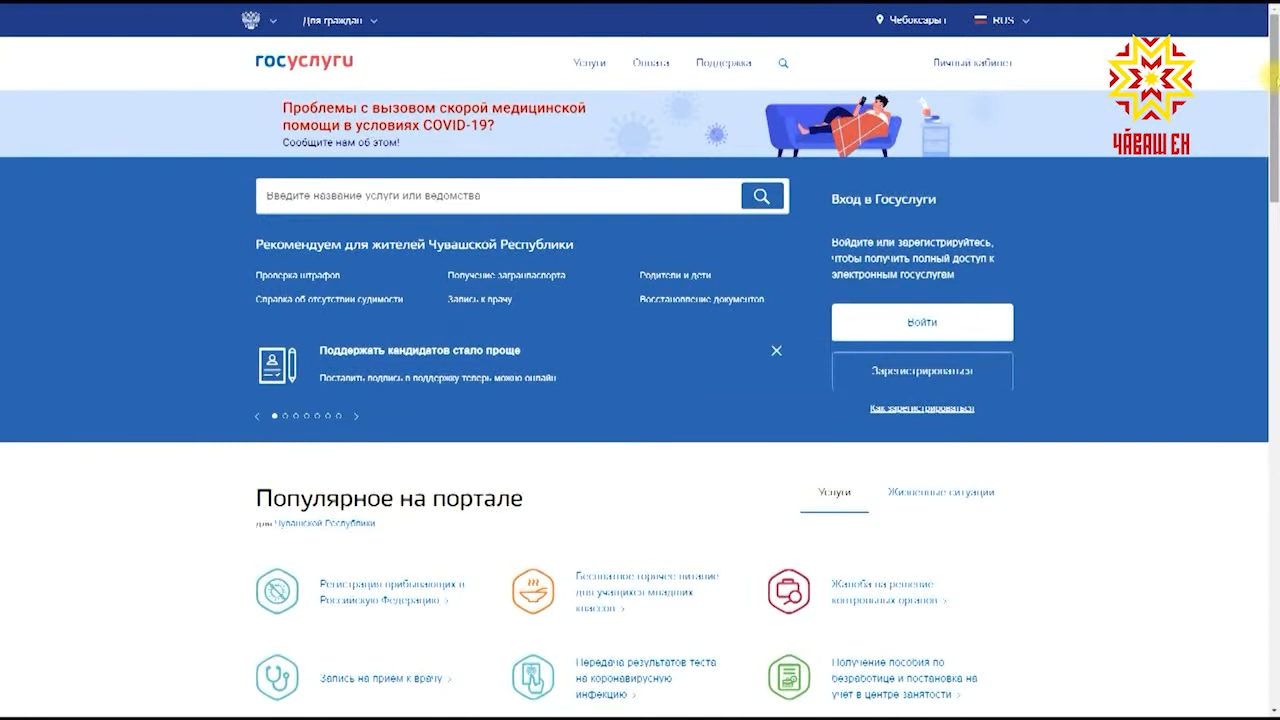 Для граждан
Чебоксары г
RUS
госуслуги
Услуги
Оплата
Поддержка
Личный кабинет
ЧӐВАШ ЕН
Проблемы с вызовом скорой медицинской
помощи в условиях COVID-19?
Сообщите нам об этом!
Введите название услуги или ведомства
Рекомендуем для жителей Чувашской Республики
Проверка штрафов
Получение загранпаспорта
Родители и дети
Справка об отсутствии судимости
Запись к врачу
Восстановление документов
Поддержать кандидатов стало проще
Поставить подпись в поддержку теперь можно онлайн
Вход в Госуслуги
Войдите или зарегистрируйтесь,
чтобы получить полный доступ к
электронным госуслугам
Войти
Зарегистрироваться
Как зарегистрироваться
Популярное на портале
для Чувашской Республики
Услуги
Жизненные ситуации
Регистрация прибывающих в
Российскую Федерацию
Бесплатное горячее питание
для учащихся младших
классов
Жалоба на решение
контрольных органов
Запись на прием к врачу
Передача результатов теста
на коронавирусную
инфекцию
Получение пособия по
безработице и постановка на
учет в центре занятости